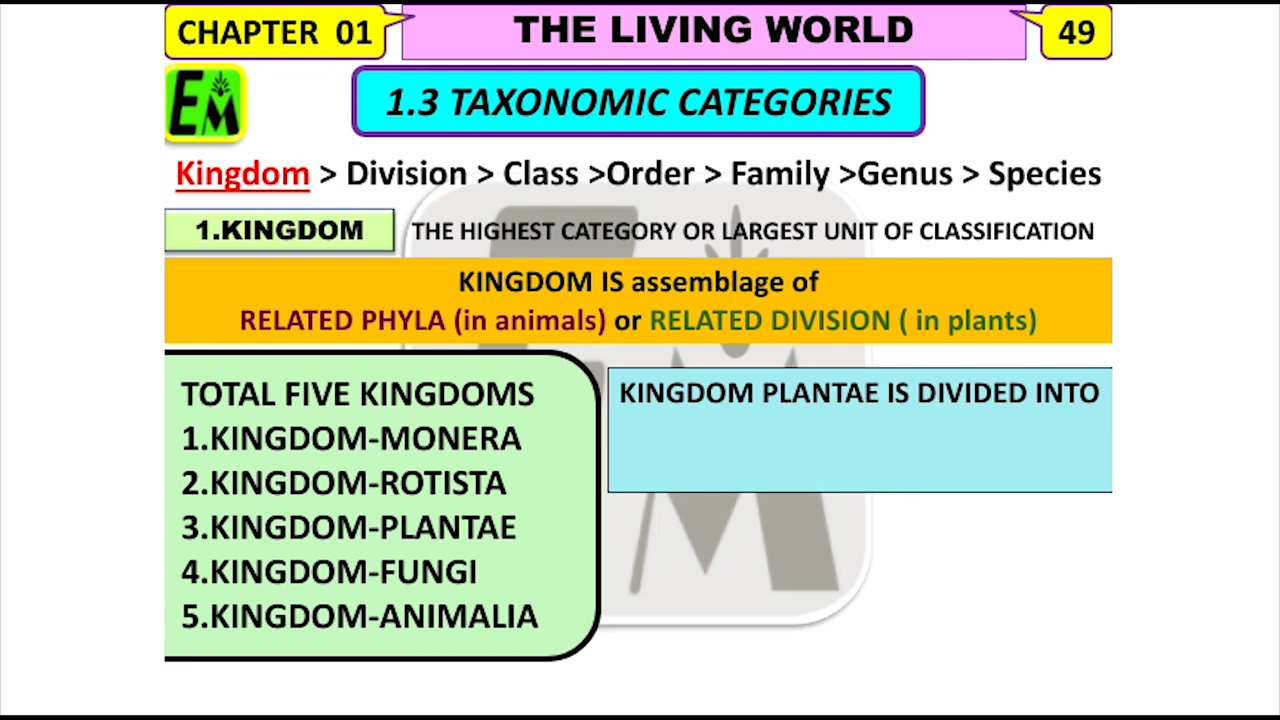 CHAPTER 01
THE LIVING WORLD
49
EM
1.3 TAXONOMIC CATEGORIES
Kingdom > Division > Class >Order > Family >Genus > Species
1.KINGDOM
THE HIGHEST CATEGORY OR LARGEST UNIT OF CLASSIFICATION
KINGDOM IS assemblage of
RELATED PHYLA (in animals) or RELATED DIVISION ( in plants)
TOTAL FIVE KINGDOMS
1.KINGDOM-MONERA
2.KINGDOM-ROTISTA
3.KINGDOM-PLANTAE
4.KINGDOM-FUNGI
5.KINGDOM-ANIMALIA
KINGDOM PLANTAE IS DIVIDED INTO